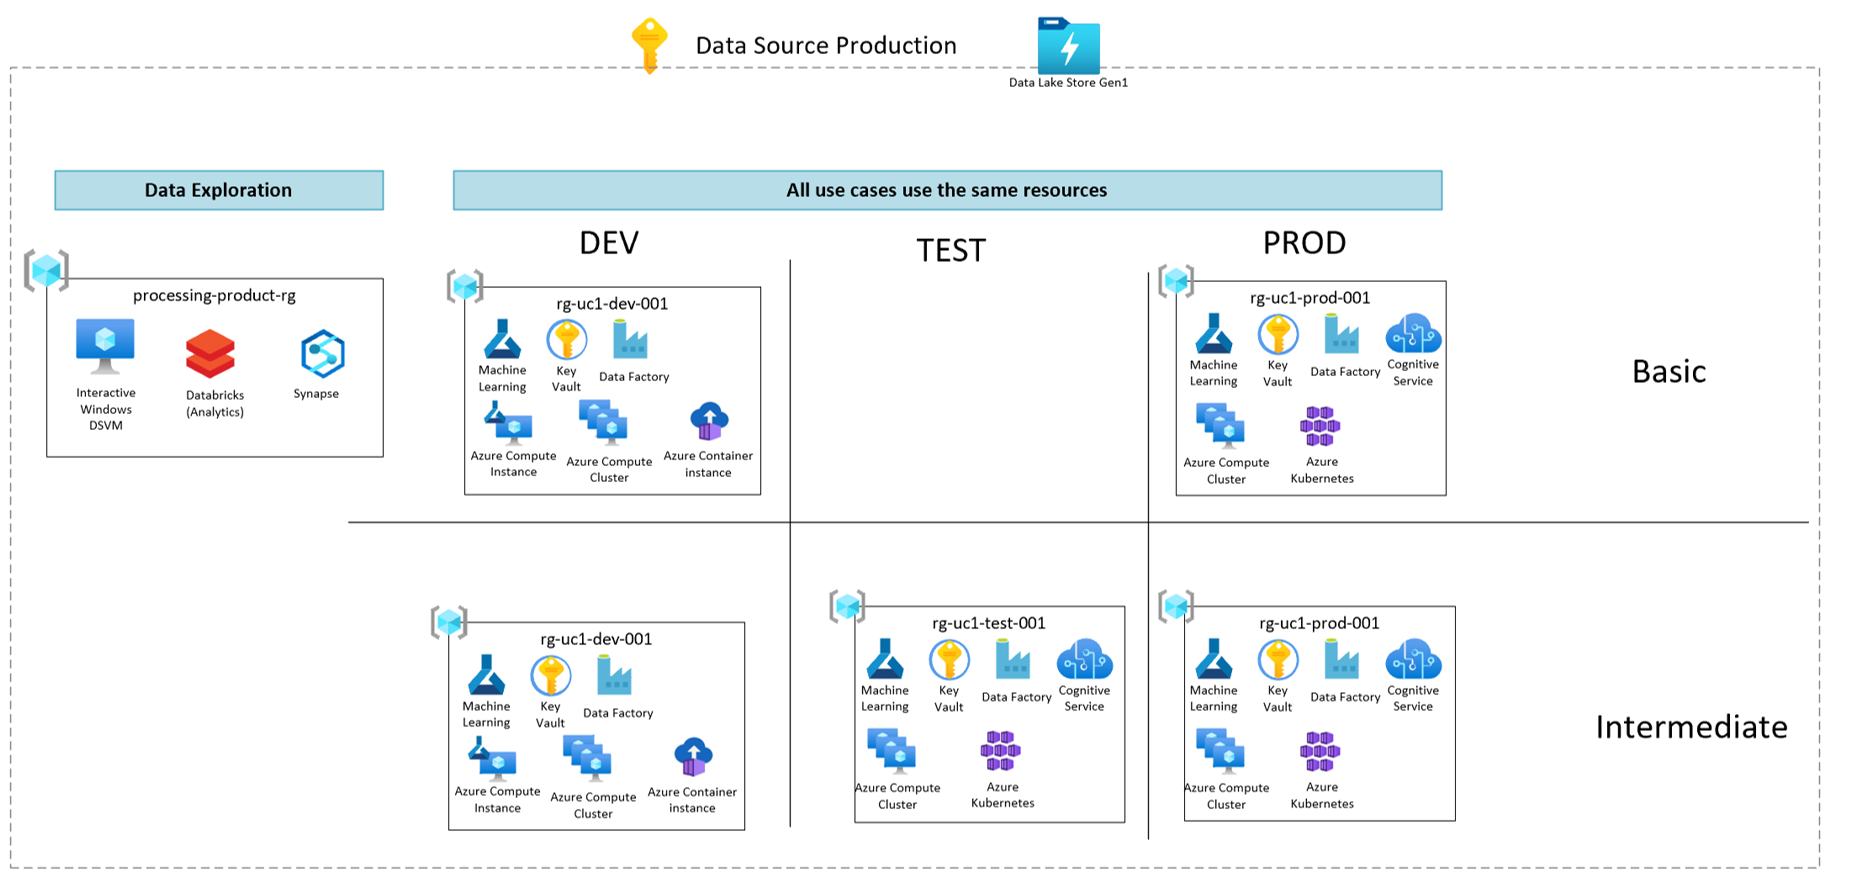 Data Source Production
Data Lake Store Gen1
Data Exploration
All use cases use the same resources
DEV
TEST
PROD
processing-product-rg
Interactive
Windows
DSVM
Databricks
(Analytics)
Synapse
rg-uc1-dev-001
Machine
Learning
Key
Vault
Data Factory
Azure Compute
Instance
Azure Compute
Cluster
Azure Container
instance
rg-uc1-prod-001
Machine
Learning
Key
Vault
Data Factory
Cognitive
Service
Azure Compute
Cluster
Azure
Kubernetes
Basic
rg-uc1-dev-001
Machine
Learning
Key
Vault
Data Factory
Azure Compute
Instance
Azure Compute
Cluster
Azure Container
instance
rg-uc1-test-001
Machine
Learning
Key
Vault
Data Factory
Cognitive
Service
Azure Compute
Cluster
Azure
Kubernetes
rg-uc1-prod-001
Machine
Learning
Key
Vault
Data Factory
Cognitive
Service
Azure Compute
Cluster
Azure
Kubernetes
Intermediate